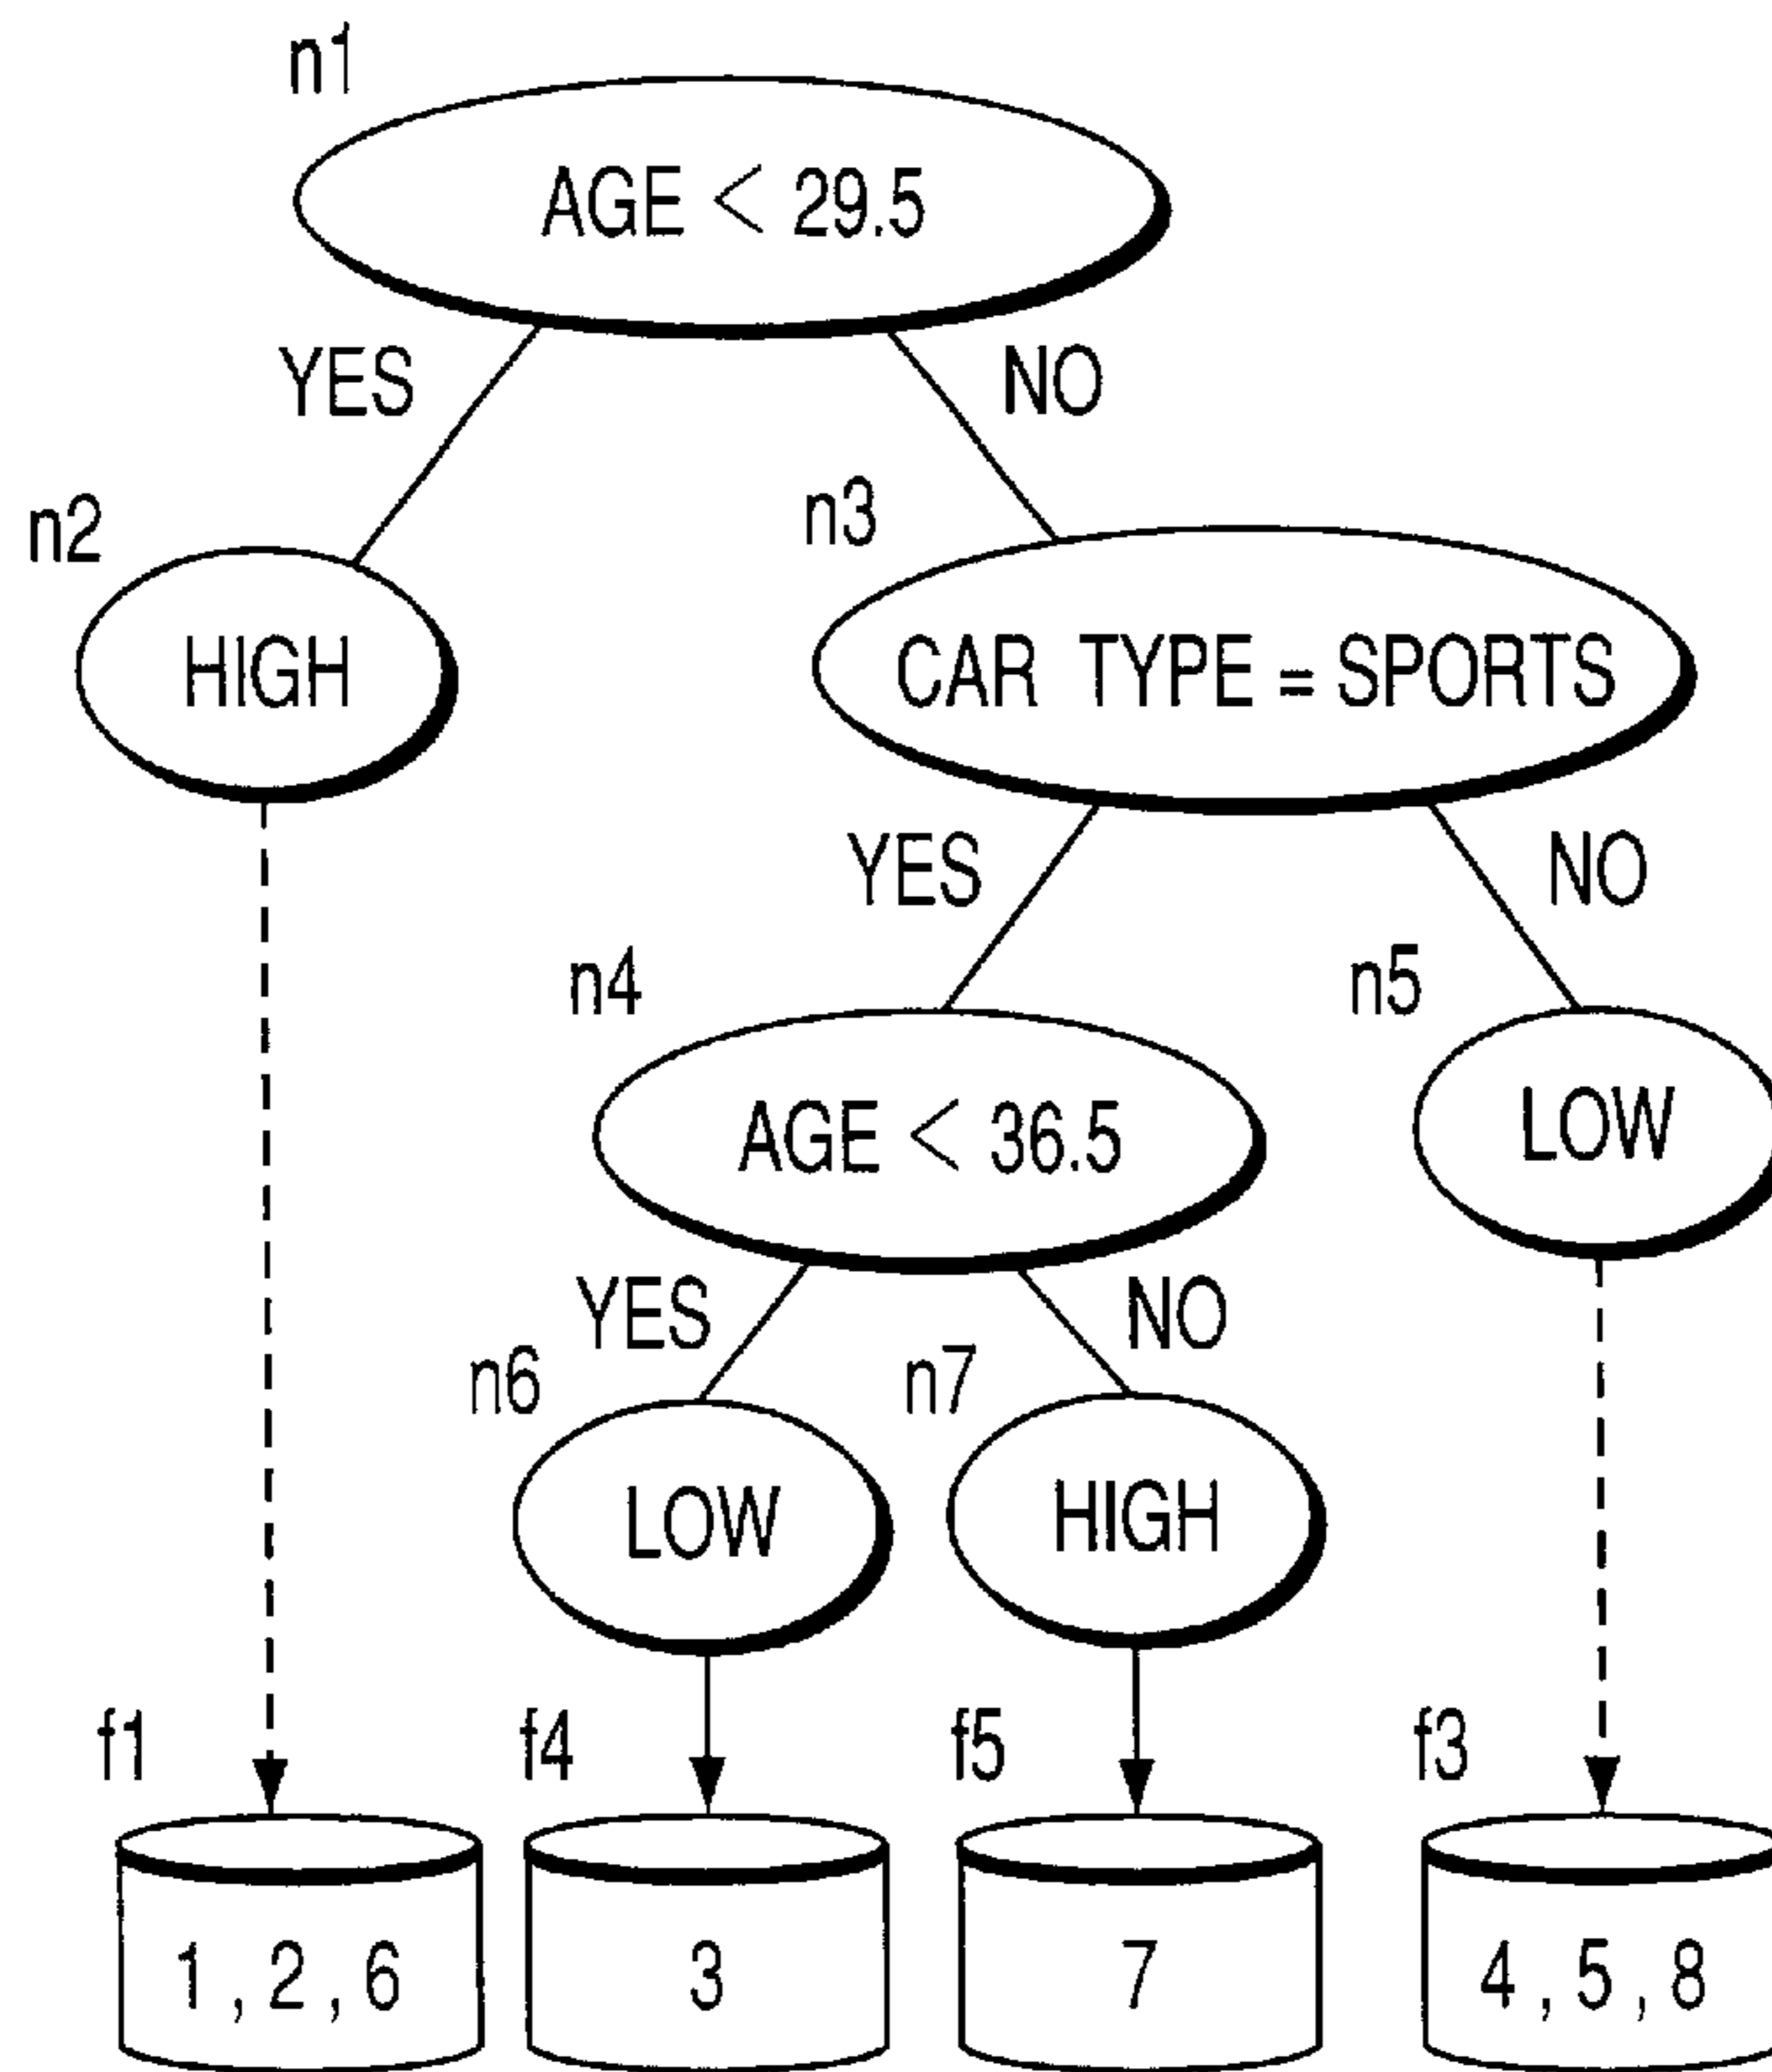 n1
AGE < 29.5
YES
NO
n2
n3
HIGH
CAR TYPE = SPORTS
YES
NO
n4
n5
AGE < 36.5
LOW
YES
NO
n6
n7
LOW
HIGH
f1
f4
f5
f3
1 , 2 , 6
3
7
4 , 5 , 8